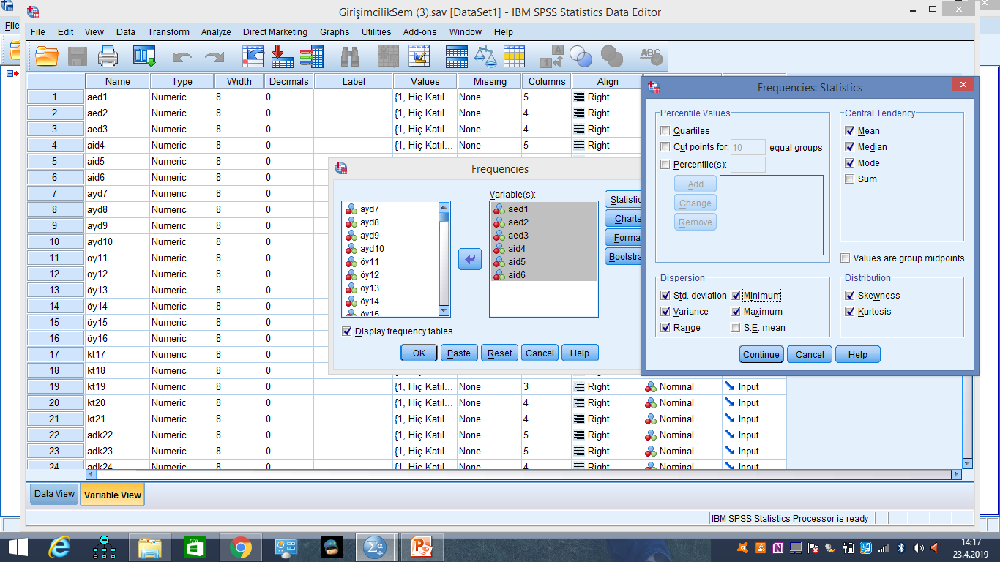 GirişimcilikSem (3).sav [DataSet1] - IBM SPSS Statistics Data Editor
File
File Edit View Data Transform Analyze Direct Marketing Graphs Utilities Add-ons Window Help
Name Type Width Decimals Label Values Missing Columns Align
1 aed1 Numeric 8 0 {1, Hiç Katıl... None 5 Right
2 aed2 Numeric 8 0 {1, Hiç Katıl... None 4 Right
3 aed3 Numeric 8 0 {1, Hiç Katıl... None 4 Right
4 aid4 Numeric 8 0 {1, Hiç Katıl... None 5 Right
5 aid5 Numeric 8 0
6 aid6 Numeric 8 0
7 ayd7 Numeric 8 0
8 ayd8 Numeric 8 0
9 ayd9 Numeric 8 0
10 ayd10 Numeric 8 0
11 öy11 Numeric 8 0
12 öy12 Numeric 8 0
13 öy13 Numeric 8 0
14 öy14 Numeric 8 0
15 öy15 Numeric 8 0
16 öy16 Numeric 8 0
17 kt17 Numeric 8 0
18 kt18 Numeric 8 0
19 kt19 Numeric 8 0 {1, Hiç Katıl... None 3 Right Nominal Input
20 kt20 Numeric 8 0 {1, Hiç Katıl... None 4 Right Nominal Input
21 kt21 Numeric 8 0 {1, Hiç Katıl... None 4 Right Nominal Input
22 adk22 Numeric 8 0 {1, Hiç Katıl... None 5 Right Nominal Input
23 adk23 Numeric 8 0 {1, Hiç Katıl... None 5 Right Nominal Input
24 adk24 Numeric 8 0 {1, Hiç Katıl... None 4 Right Nominal Input
Frequencies
Variable(s):
ayd7
ayd8
ayd9
ayd10
öy11
öy12
öy13
öy14
öy15
aed1
aed2
aed3
aid4
aid5
aid6
Statistic
Charts
Forma
Bootstra
Display frequency tables
OK Paste Reset Cancel Help
Frequencies: Statistics
Percentile Values
Quartiles
Cut points for: 10 equal groups
Percentile(s):
Add
Change
Remove
Central Tendency
Mean
Median
Mode
Sum
Values are group midpoints
Dispersion
Std. deviation Minimum
Variance Maximum
Range S.E. mean
Distribution
Skewness
Kurtosis
Continue Cancel Help
Data View Variable View
IBM SPSS Statistics Processor is ready
14:17
23.4.2019